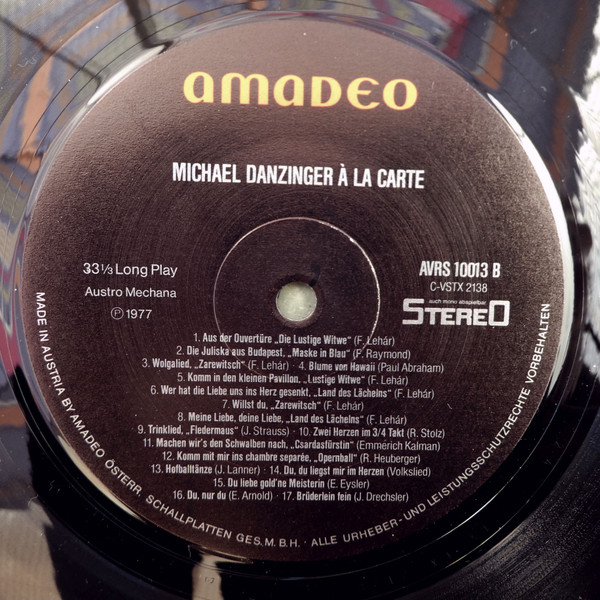 amaDEO
MICHAEL DANZINGER À LA CARTE
33 1/3 Long Play
Austro Mechana
Ⓟ 1977
AVRS 10013 B
C-VSTX 2138
auch mono abspielbar
STEREO
1. Aus der Ouvertüre „Die Lustige Witwe“ (F. Lehár)
2. Die Juliska aus Budapest, „Maske in Blau“ (F. Raymond)
3. Wolgalied, „Zarewitsch“ (F. Lehár) · 4. Blume von Hawaii (Paul Abraham)
5. Komm in den kleinen Pavillon, „Lustige Witwe“ (F. Lehár)
6. Wer hat die Liebe uns ins Herz gesenkt, „Land des Lächelns“ (F. Lehár)
7. Willst du, „Zarewitsch“ (F. Lehár)
8. Meine Liebe, deine Liebe, „Land des Lächelns“ (F. Lehár)
9. Trinklied, „Fledermaus“ (J. Strauss) · 10. Zwei Herzen im 3/4 Takt (R. Stolz)
11. Machen wir's den Schwalben nach, „Csardasfürstin“ (Emmerich Kalman)
12. Komm mit mir ins chambre separée, "Opernball" (R. Heuberger)
13. Hofballtänze (J. Lanner) · 14. Du, du liegst mir im Herzen (Volkslied)
15. Du liebe gold'ne Meisterin (E. Eysler)
16. Du, nur du (E. Arnold) · 17. Brüderlein fein (J. Drechsler)
MADE IN AUSTRIA BY AMADEO ÖSTERR. SCHALLPLATTEN GES.M.B.H. · ALLE URHEBER- UND LEISTUNGSSCHUTZRECHTE VORBEHALTEN